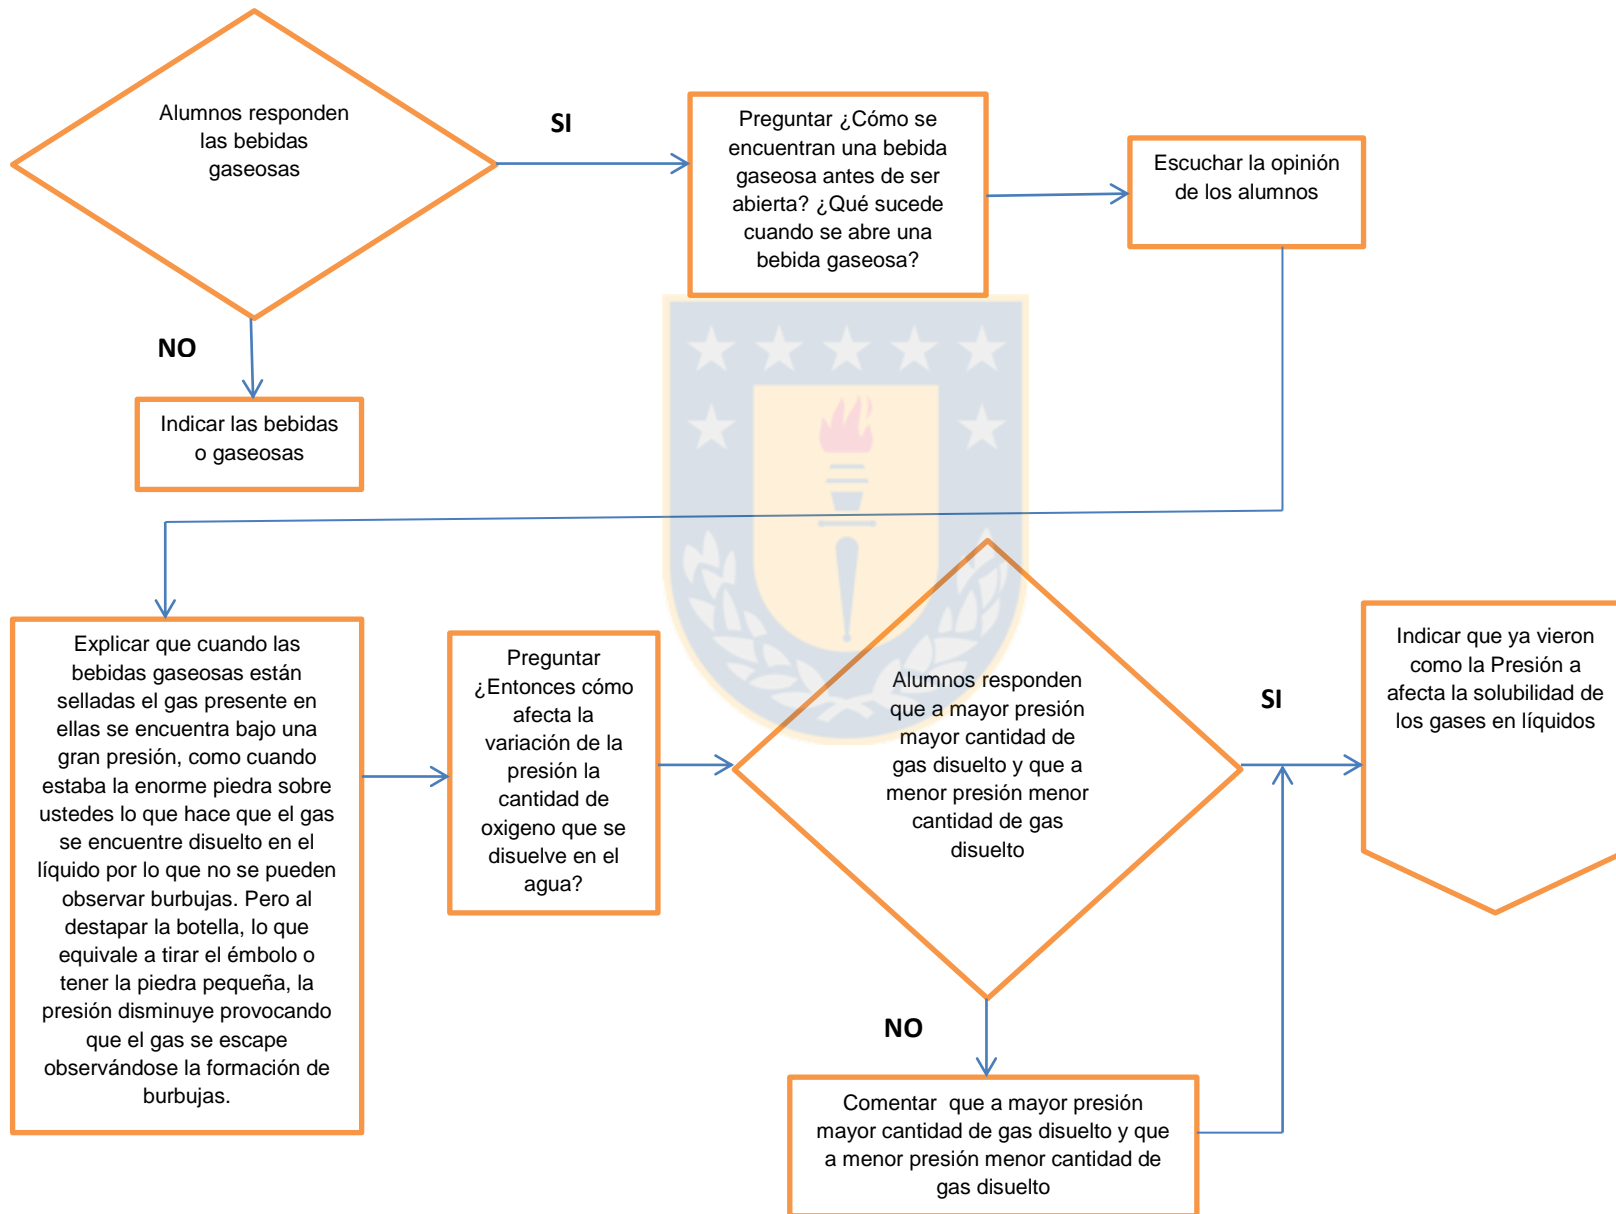 Alumnos responden
las bebidas
gaseosas
SI
Preguntar ¿Cómo se
encuentran una bebida
gaseosa antes de ser
abierta? ¿Qué sucede
cuando se abre una
bebida gaseosa?
Escuchar la opinión
de los alumnos
NO
Indicar las bebidas
o gaseosas
Explicar que cuando las
bebidas gaseosas están
selladas el gas presente en
ellas se encuentra bajo una
gran presión, como cuando
estaba la enorme piedra sobre
ustedes lo que hace que el gas
se encuentre disuelto en el
líquido por lo que no se pueden
observar burbujas. Pero al
destapar la botella, lo que
equivale a tirar el émbolo o
tener la piedra pequeña, la
presión disminuye provocando
que el gas se escape
observándose la formación de
burbujas.
Preguntar
¿Entonces cómo
afecta la
variación de la
presión la
cantidad de
oxigeno que se
disuelve en el
agua?
Alumnos responden
que a mayor presión
mayor cantidad de
gas disuelto y que a
menor presión menor
cantidad de gas
disuelto
SI
Indicar que ya vieron
como la Presión a
afecta la solubilidad de
los gases en líquidos
NO
Comentar  que a mayor presión
mayor cantidad de gas disuelto y que
a menor presión menor cantidad de
gas disuelto